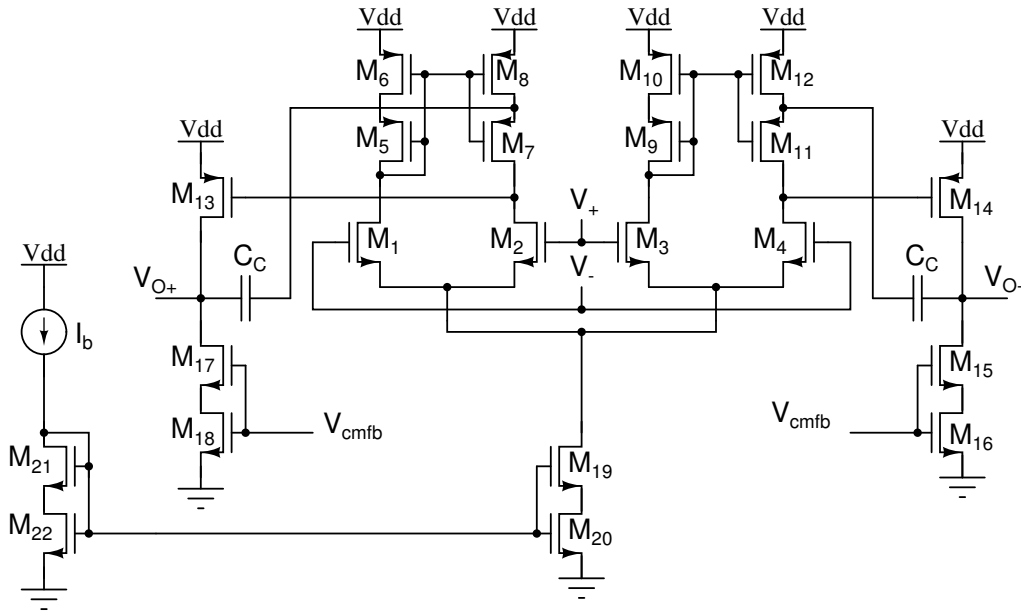 Vdd Vdd Vdd Vdd
M6 M8 M10 M12
Vdd M5 M7 M9 M11 Vdd
M13 V+ M14
M1 M2 M3 M4
Vdd CC V- CC
VO+ VO-
Ib
M17 M15
M18 Vcmfb Vcmfb M16
M21 M19
M22 M20